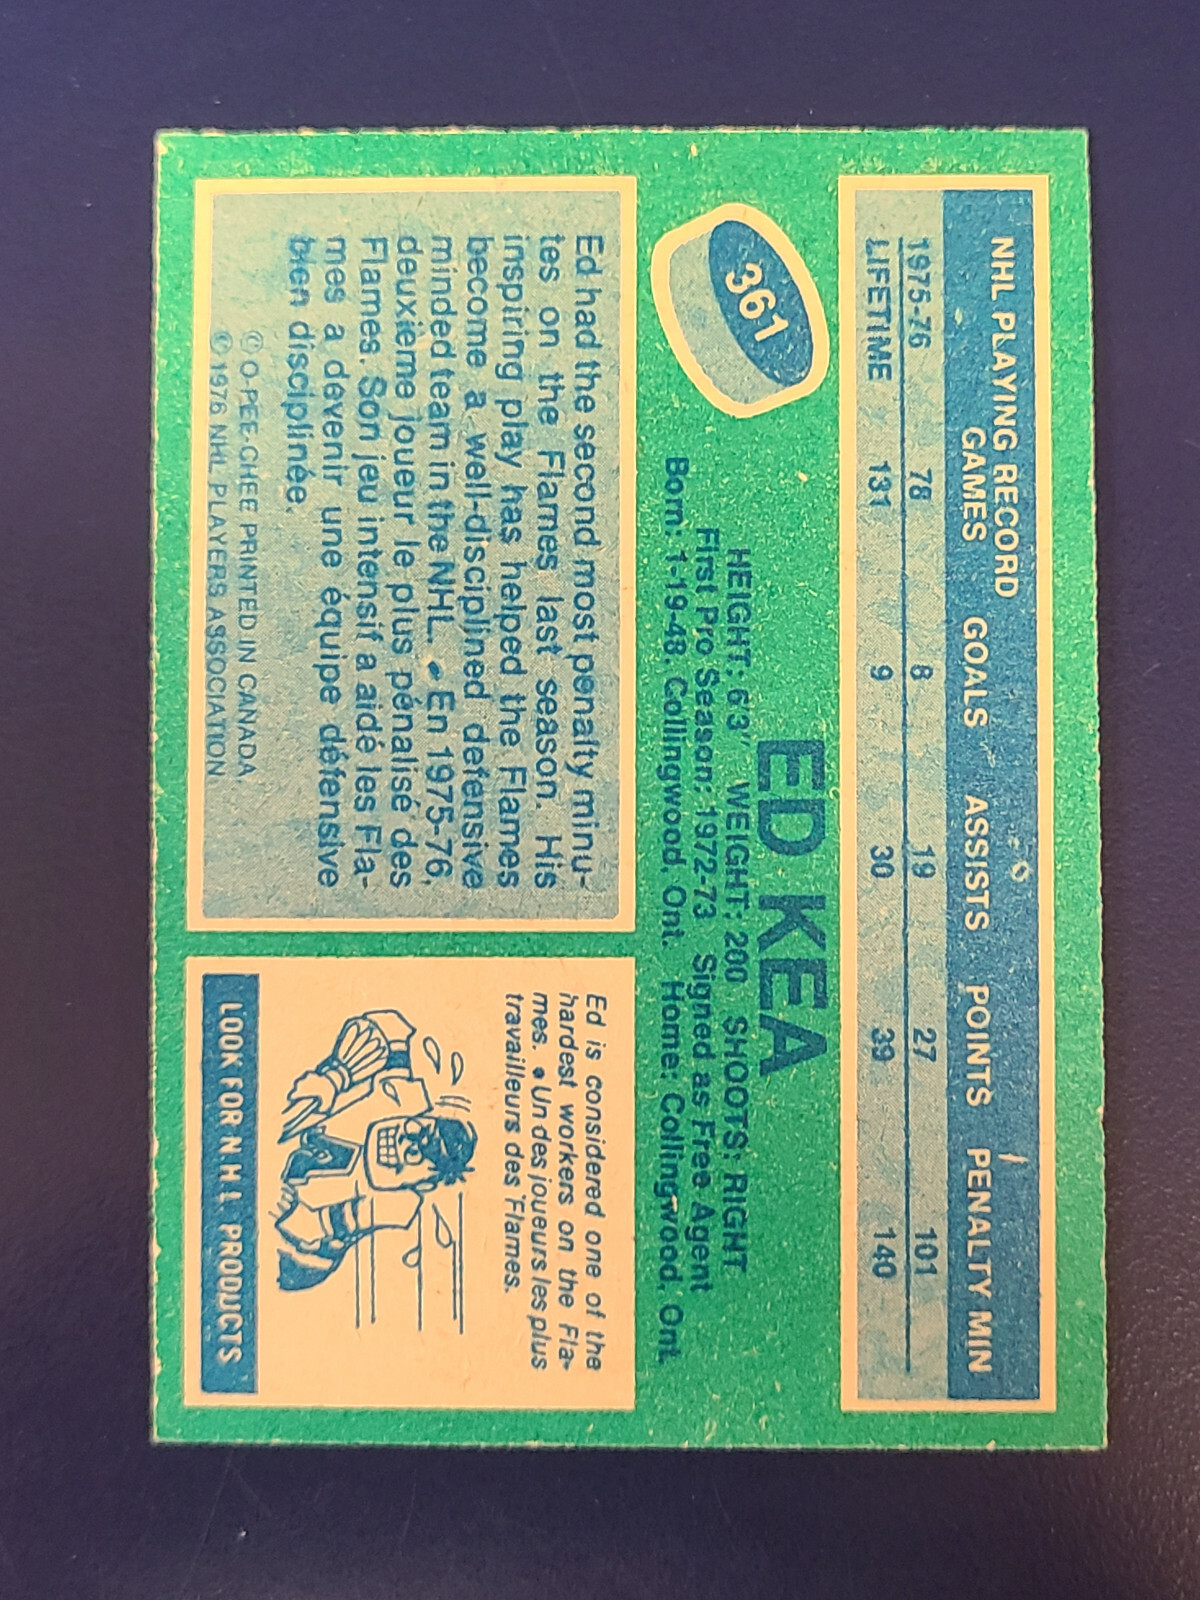 NHL PLAYING RECORD
GAMES GOALS ASSISTS POINTS PENALTY MIN
1975-76 78 8 19 27 101
LIFETIME 131 9 30 39 140
361
ED KEA
HEIGHT: 6'3" WEIGHT: 200 SHOOTS: RIGHT
First Pro Season: 1972-73 Signed as Free Agent
Born: 1-19-48. Collingwood, Ont. Home: Collingwood, Ont.
Ed had the second most penalty minu-
tes on the Flames last season. His
inspiring play has helped the Flames
become a well-disciplined defensive
minded team in the NHL. • En 1975-76,
deuxième joueur le plus pénalisé des
Flames. Son jeu intensif a aidé les Fla-
mes a devenir une équipe défensive
bien disciplinée.
© O-PEE-CHEE PRINTED IN CANADA
© 1976 NHL PLAYERS ASSOCIATION
Ed is considered one of the
hardest workers on the Fla-
mes. • Un des joueurs les plus
travailleurs des Flames.
LOOK FOR N H L PRODUCTS